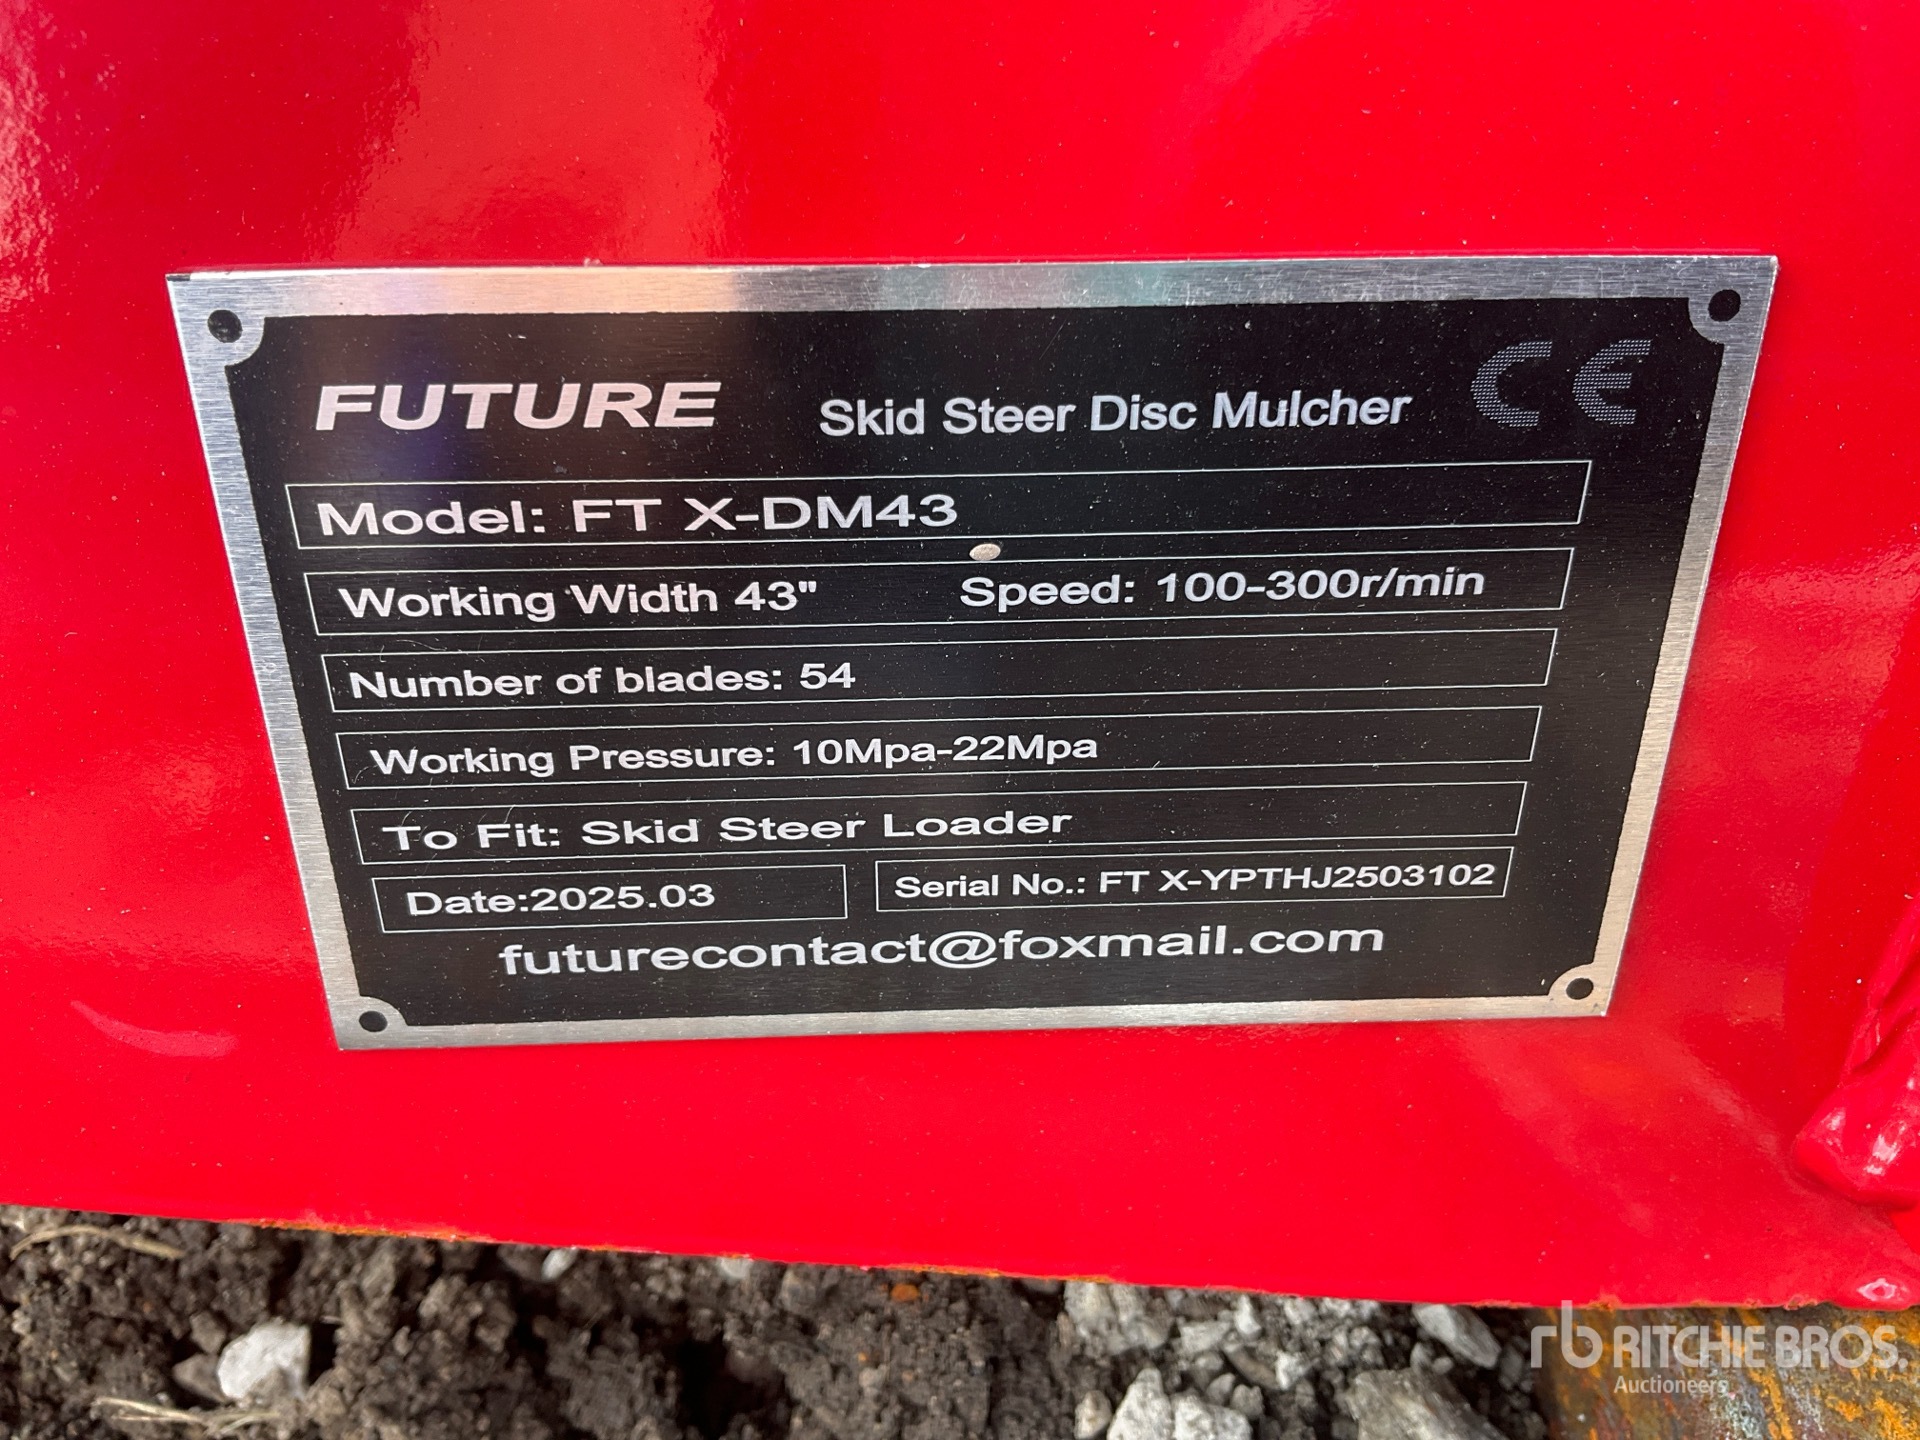 FUTURE Skid Steer Disc Mulcher CE
Model: FT X-DM43
Working Width 43" Speed: 100-300r/min
Number of blades: 54
Working Pressure: 10Mpa-22Mpa
To Fit: Skid Steer Loader
Date:2025.03 Serial No.: FT X-YPTHJ2503102
futurecontact@foxmail.com
rb RITCHIE BROS.
Auctioneers